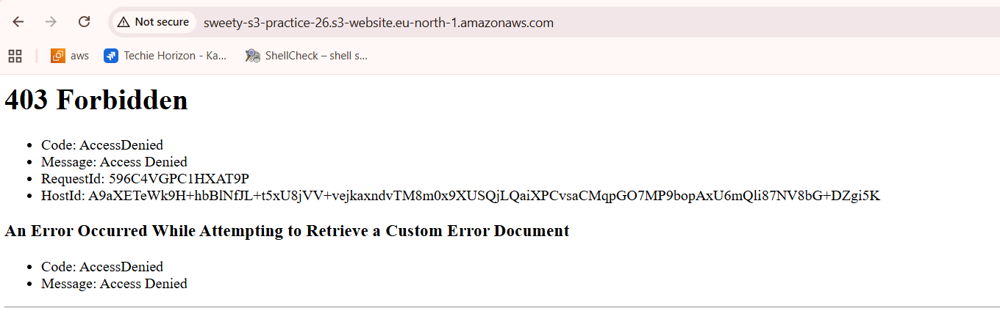 Not secure sweety-s3-practice-26.s3-website.eu-north-1.amazonaws.com
aws Techie Horizon - Ka... ShellCheck – shell s...
403 Forbidden
Code: AccessDenied
Message: Access Denied
RequestId: 596C4VGPC1HXAT9P
HostId: A9aXETeWk9H+hbBlNfJL+t5xU8jVV+vejkaxndvTM8m0x9XUSQjLQaiXPCvsaCMqpGO7MP9bopAxU6mQli87NV8bG+DZgi5K
An Error Occurred While Attempting to Retrieve a Custom Error Document
Code: AccessDenied
Message: Access Denied